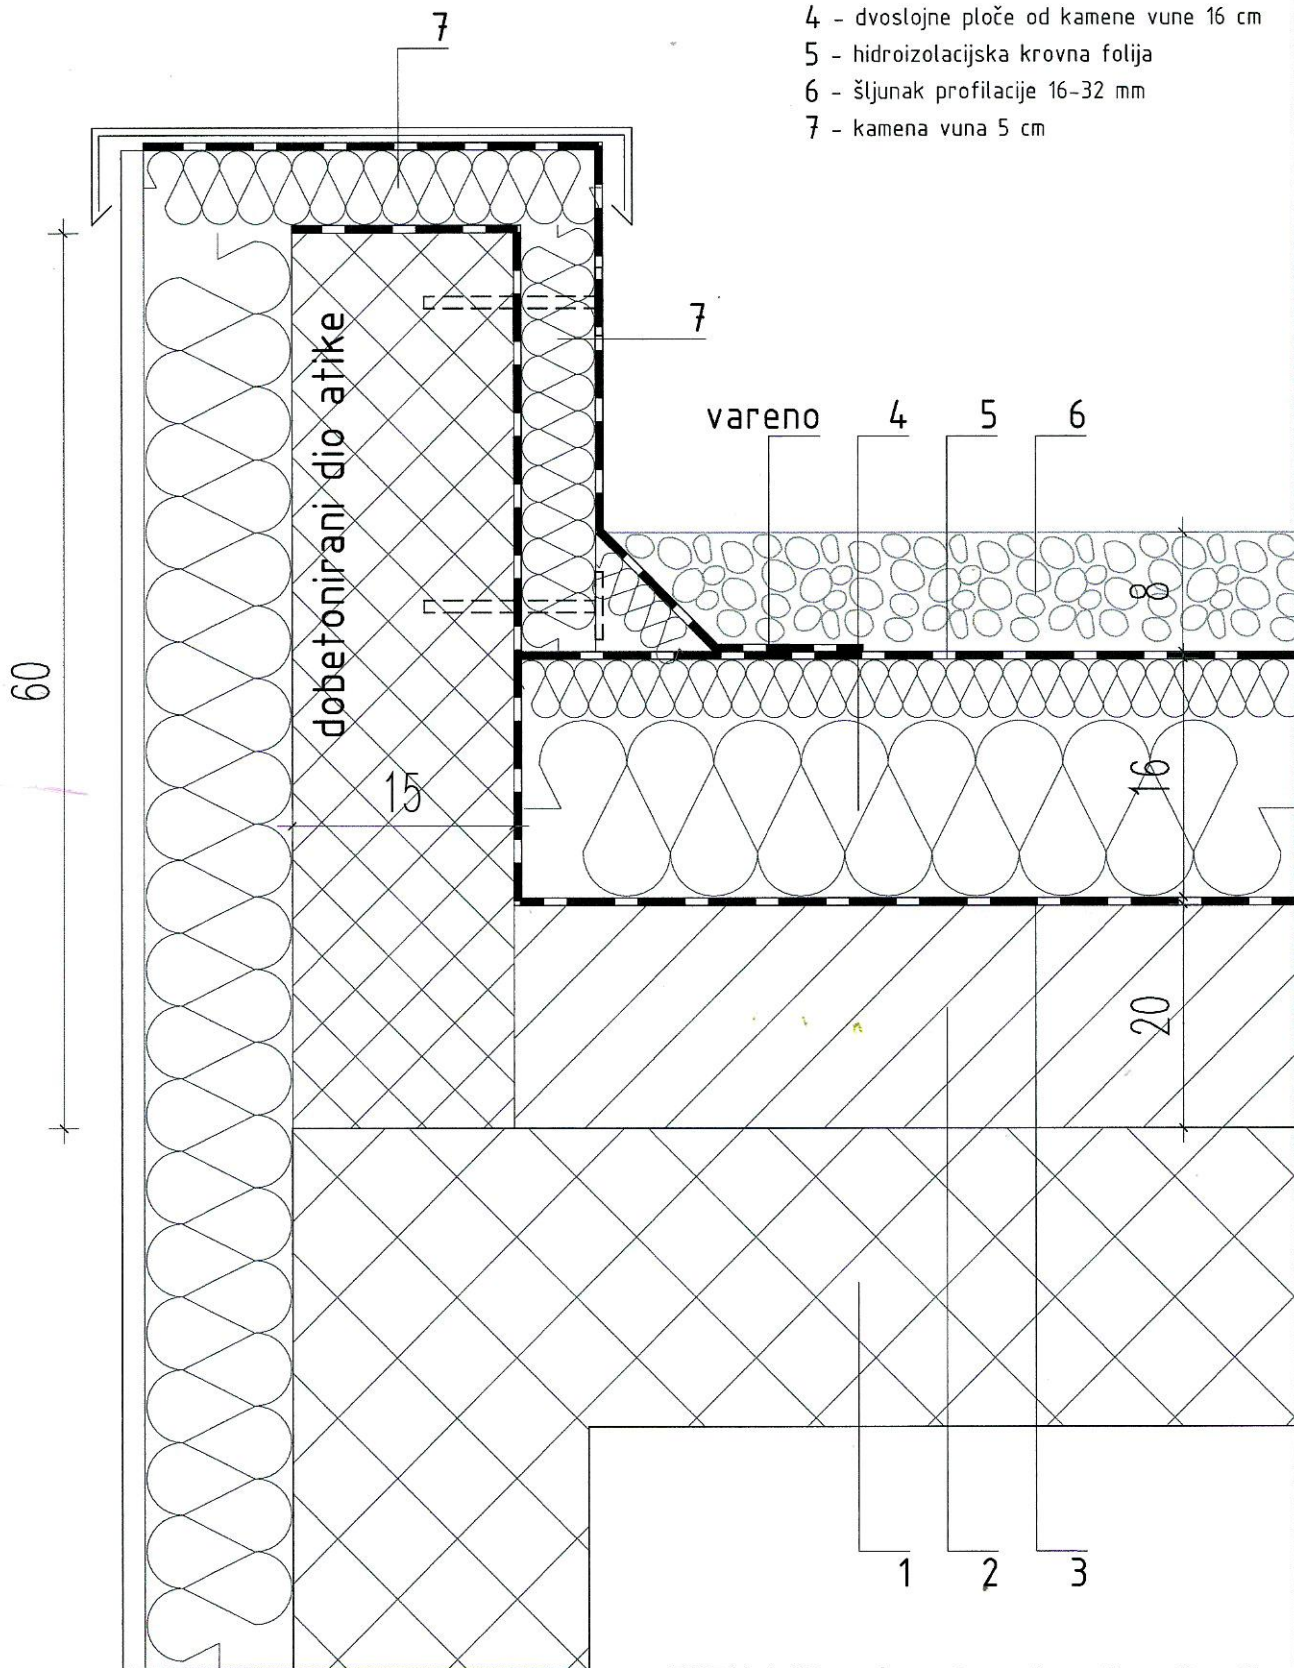 4 - dvoslojne ploče od kamene vune 16 cm
5 - hidroizolacijska krovna folija
6 - šljunak profilacije 16-32 mm
7 - kamena vuna 5 cm
7
7
vareno 4 5 6
dobetonirani dio atike
8
60
16
15
20
1 2 3